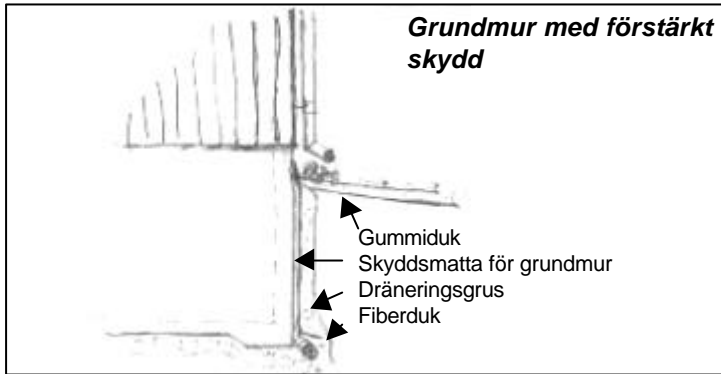 Grundmur med förstärkt
skydd
Gummiduk
Skyddsmatta för grundmur
Dräneringsgrus
Fiberduk